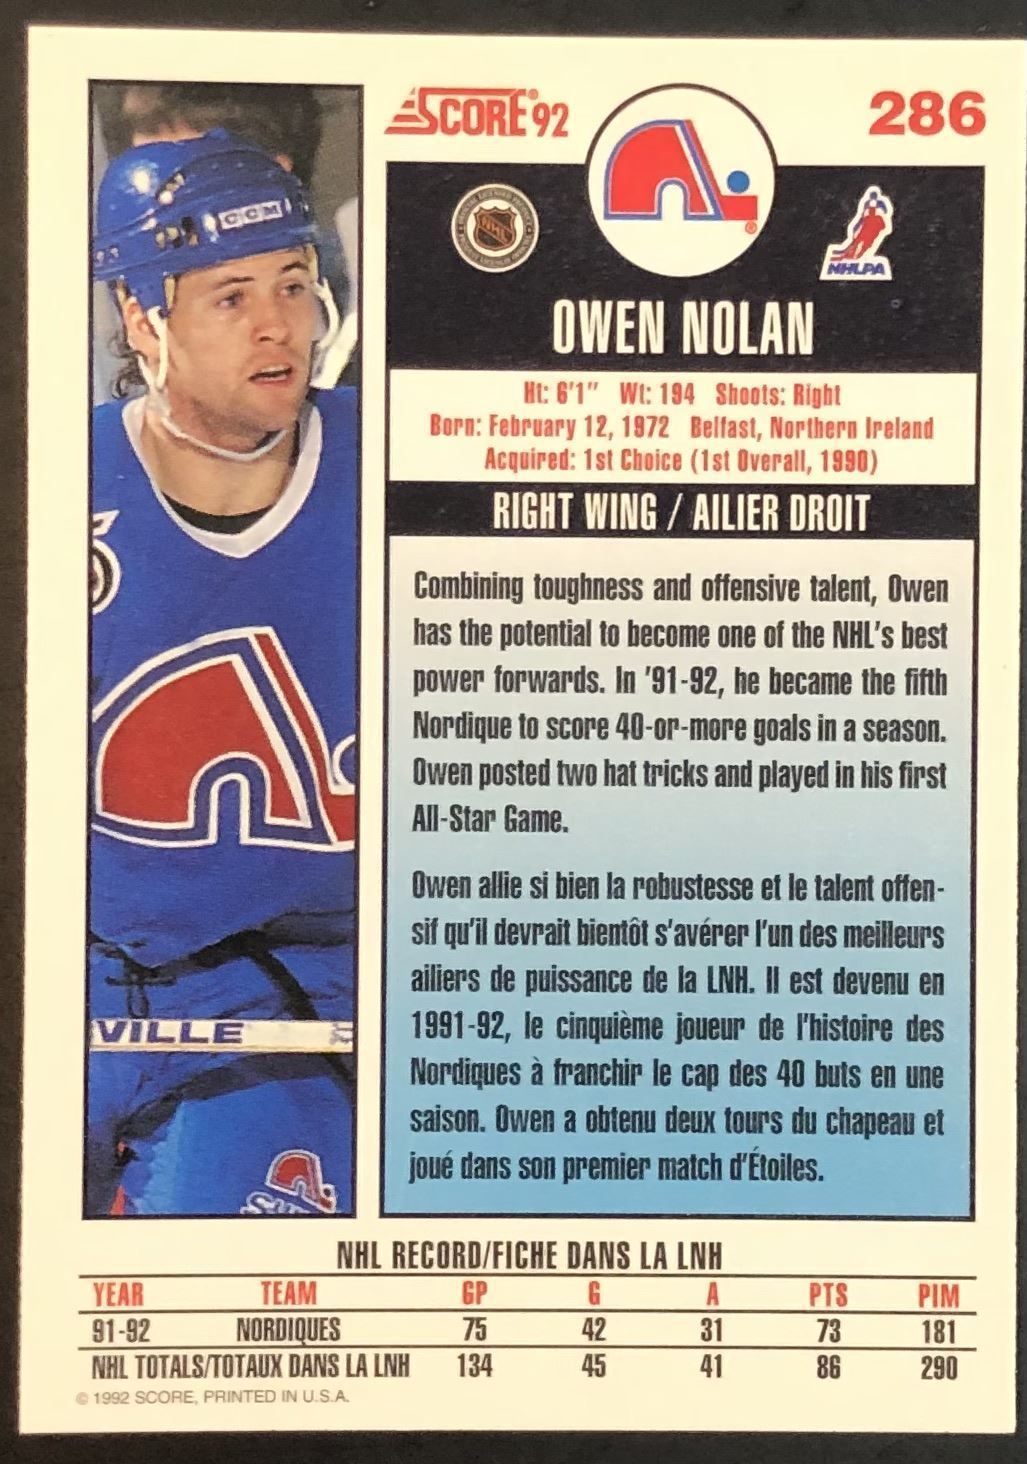 SCORE®'92
286
CCM
NHL
NHLPA
®
OWEN NOLAN
Ht: 6'1" Wt: 194 Shoots: Right
Born: February 12, 1972 Belfast, Northern Ireland
Acquired: 1st Choice (1st Overall, 1990)
RIGHT WING / AILIER DROIT
Combining toughness and offensive talent, Owen
has the potential to become one of the NHL's best
power forwards. In '91-92, he became the fifth
Nordique to score 40-or-more goals in a season.
Owen posted two hat tricks and played in his first
All-Star Game.
Owen allie si bien la robustesse et le talent offen-
sif qu'il devrait bientôt s'avérer l'un des meilleurs
ailiers de puissance de la LNH. Il est devenu en
1991-92, le cinquième joueur de l'histoire des
Nordiques à franchir le cap des 40 buts en une
saison. Owen a obtenu deux tours du chapeau et
joué dans son premier match d'Étoiles.
VILLE
NHL RECORD/FICHE DANS LA LNH
YEAR TEAM GP G A PTS PIM
91-92 NORDIQUES 75 42 31 73 181
NHL TOTALS/TOTAUX DANS LA LNH 134 45 41 86 290
© 1992 SCORE, PRINTED IN U.S.A.